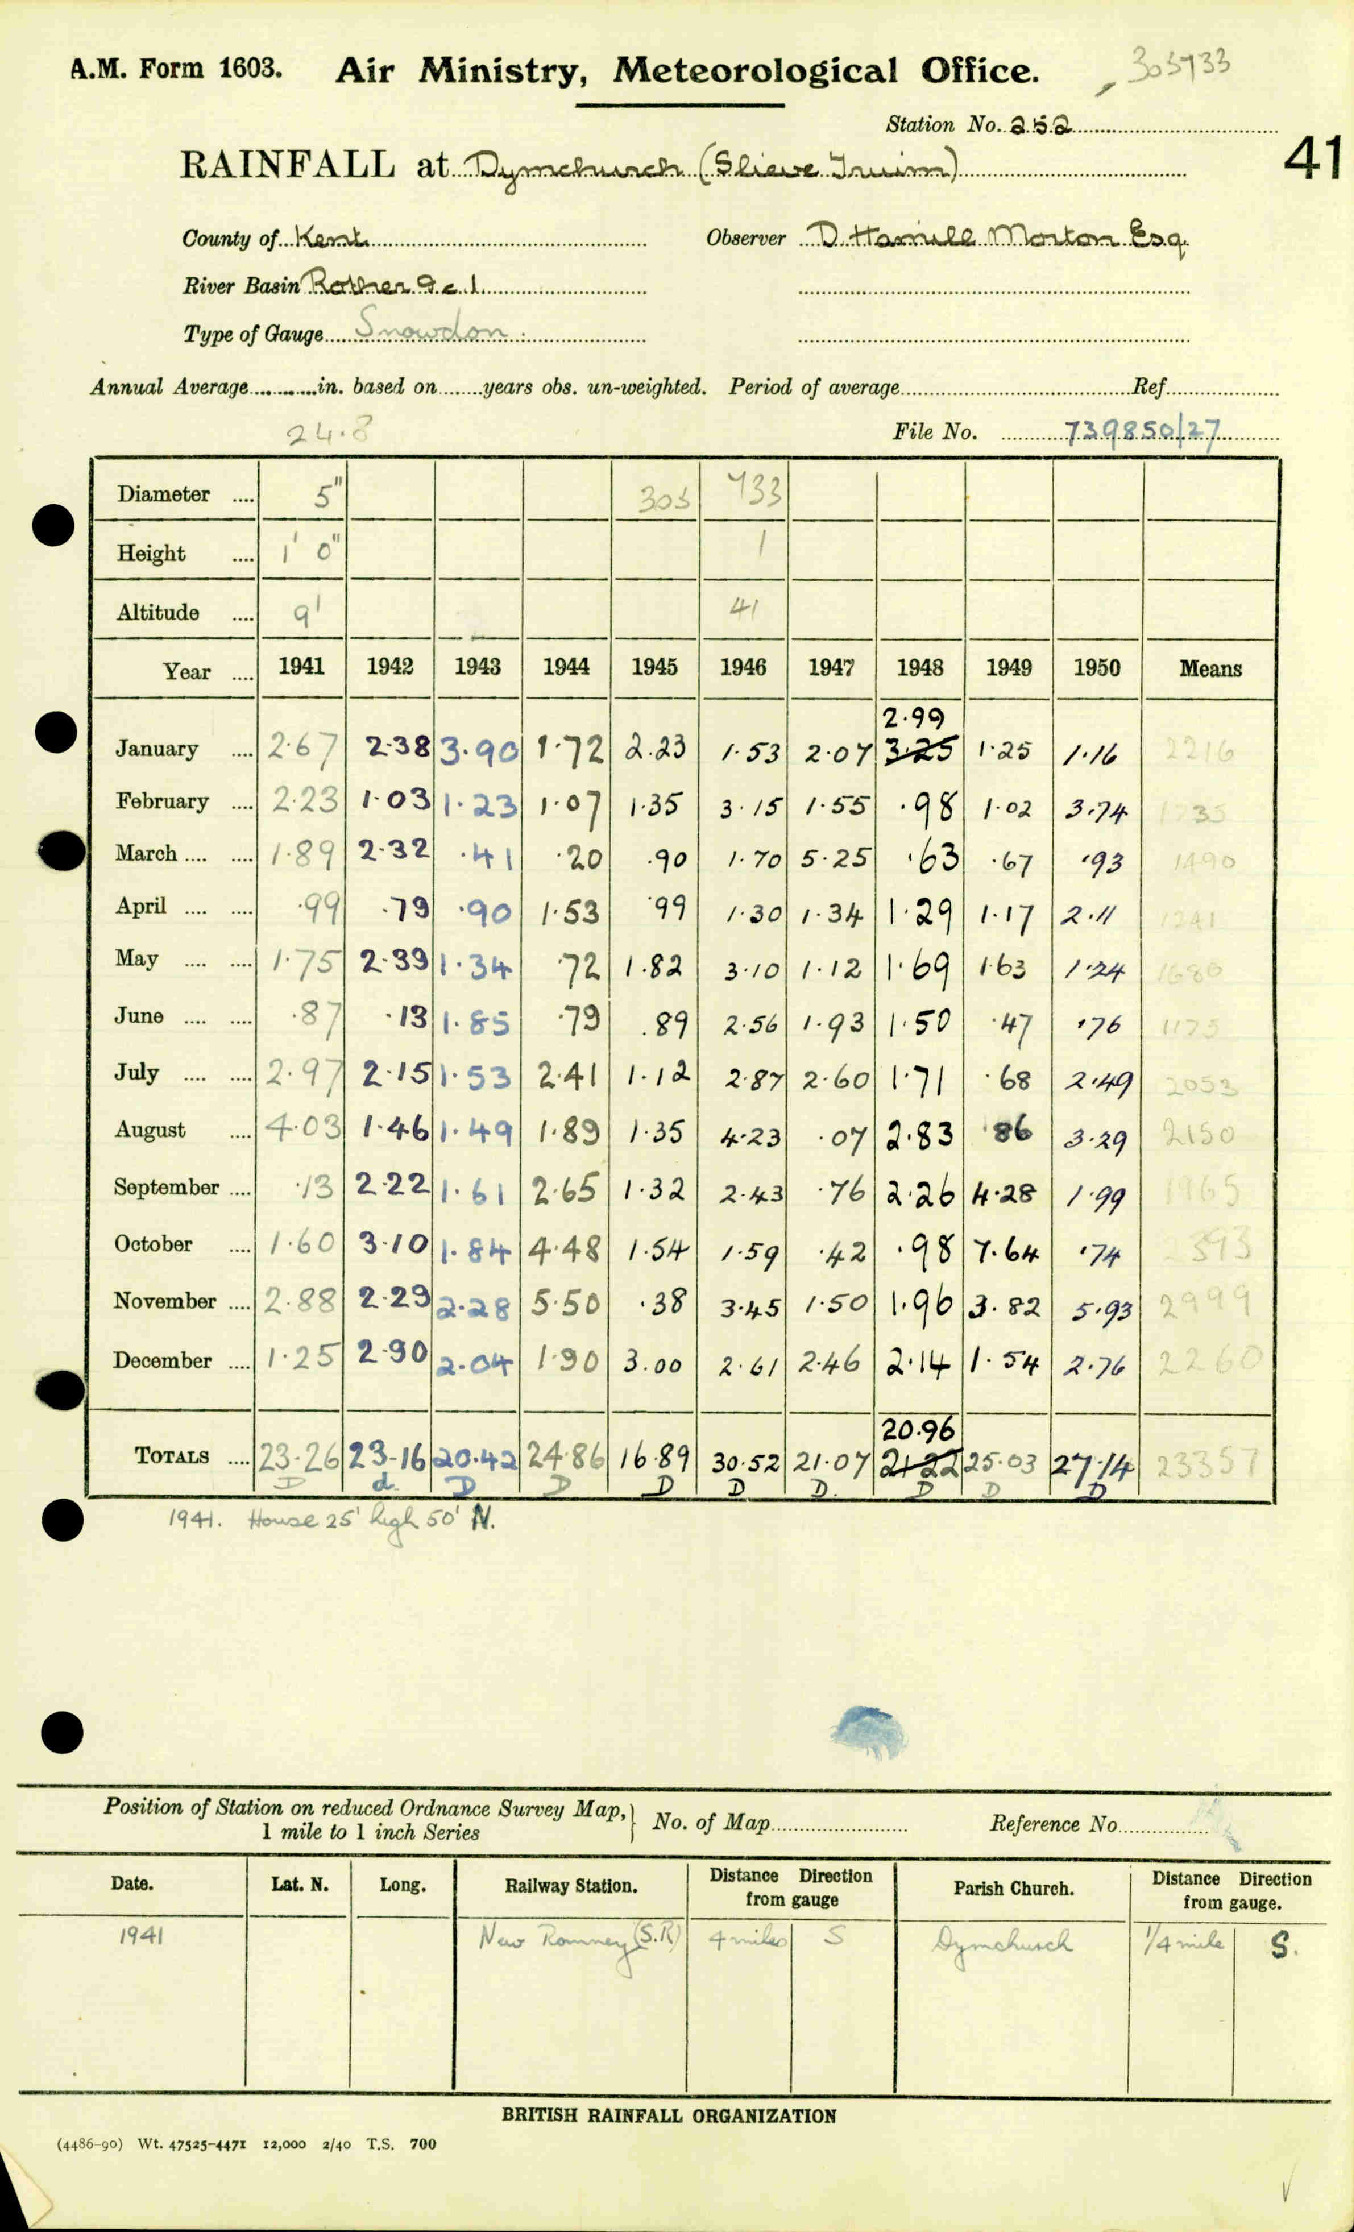 A.M. Form 1603. Air Ministry, Meteorological Office. 303733
Station No. 252
41
RAINFALL at Dymchurch (Slieve Truim)
County of Kent Observer D Hamill Morton Esq.
River Basin Rother &c 1
Type of Gauge Snowdon
Annual Average in. based on years obs. un-weighted. Period of average Ref
24.8 File No. 739850/27
Diameter .... 5" 303 733
Height .... 1' 0" 1
Altitude .... 9' 41
Year .... 1941 1942 1943 1944 1945 1946 1947 1948 1949 1950 Means
2.99
January .... 2.67 2.38 3.90 1.72 2.23 1.53 2.07 3.25 1.25 1.16 2216
February .... 2.23 1.03 1.23 1.07 1.35 3.15 1.55 .98 1.02 3.74 1735
March .... .... 1.89 2.32 .41 .20 .90 1.70 5.25 .63 .67 .93 1490
April .... .... .99 .79 .90 1.53 .99 1.30 1.34 1.29 1.17 2.11 1241
May .... .... 1.75 2.39 1.34 .72 1.82 3.10 1.12 1.69 1.63 1.24 1680
June .... .... .87 .13 1.85 .79 .89 2.56 1.93 1.50 .47 .76 1175
July .... .... 2.97 2.15 1.53 2.41 1.12 2.87 2.60 1.71 .68 2.49 2053
August .... 4.03 1.46 1.49 1.89 1.35 4.23 .07 2.83 .86 3.29 2150
September .... .13 2.22 1.61 2.65 1.32 2.43 .76 2.26 4.28 1.99 1965
October .... 1.60 3.10 1.84 4.48 1.54 1.59 .42 .98 7.64 .74 2393
November .... 2.88 2.29 2.28 5.50 .38 3.45 1.50 1.96 3.82 5.93 2999
December .... 1.25 2.90 2.04 1.90 3.00 2.61 2.46 2.14 1.54 2.76 2260
20.96
TOTALS .... 23.26 23.16 20.42 24.86 16.89 30.52 21.07 21.22 25.03 27.14 23357
D d. D D D D D. D D D
1941. House 25' high 50' N.
Position of Station on reduced Ordnance Survey Map,
1 mile to 1 inch Series
No. of Map Reference No.
Date. Lat. N. Long. Railway Station. Distance Direction from gauge Parish Church. Distance Direction from gauge.
1941 New Romney (S.R) 4 miles S Dymchurch 1/4 mile S.
BRITISH RAINFALL ORGANIZATION
(4486-90) Wt. 47525-4471 12,000 2/40 T.S. 700